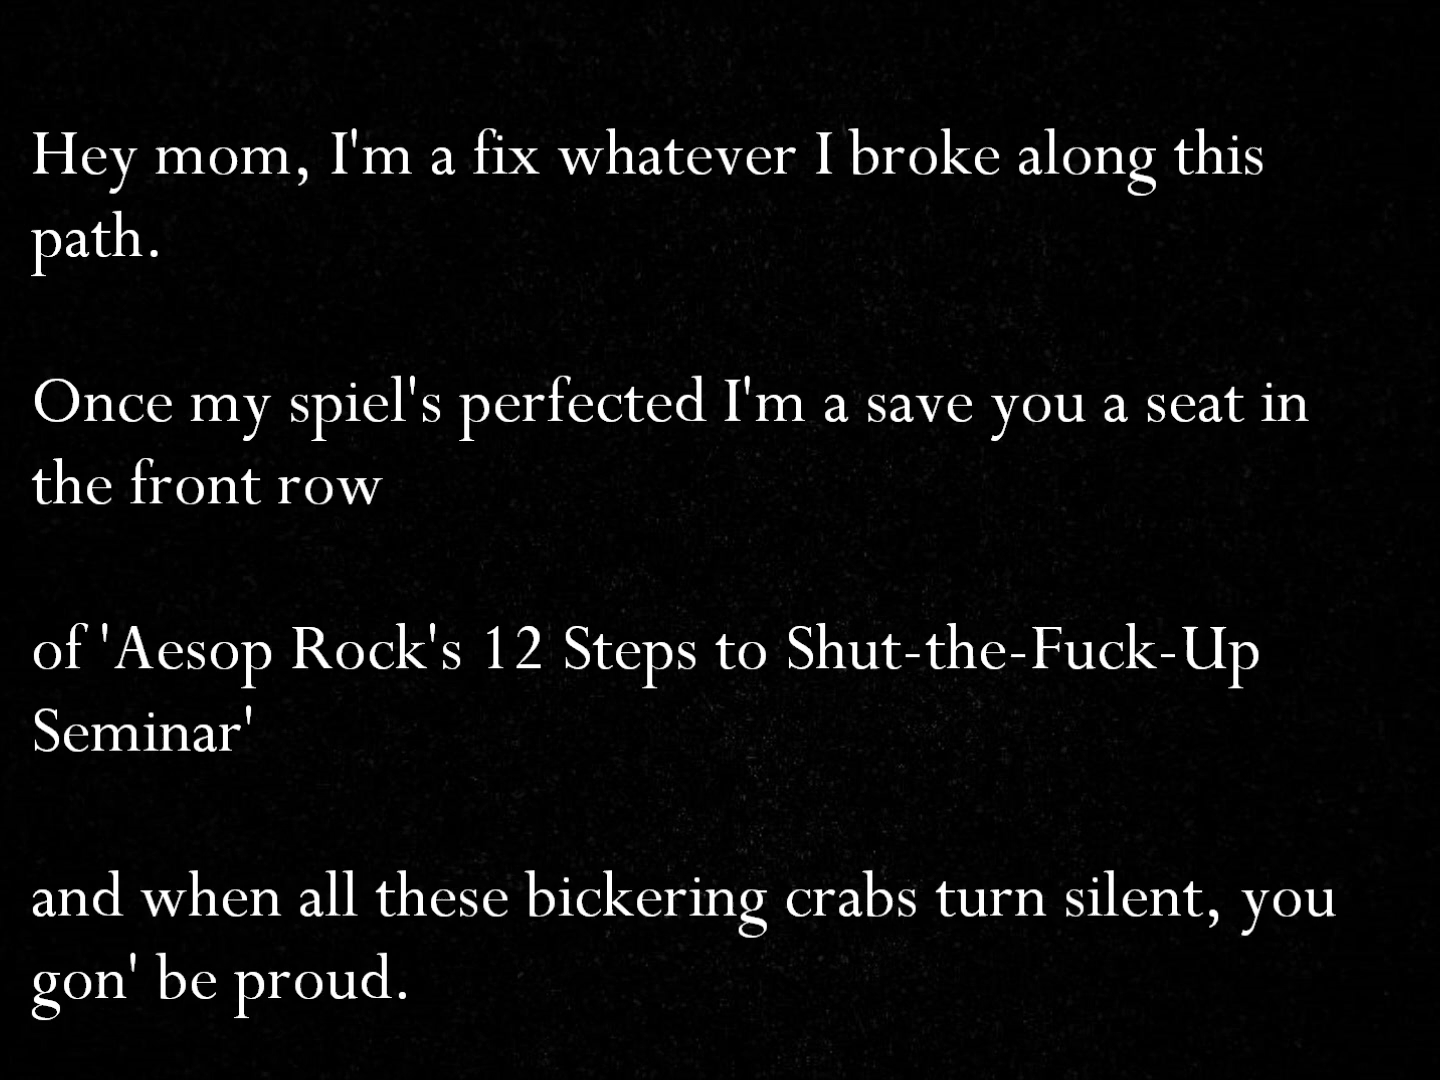 Hey mom, I'm a fix whatever I broke along this
path.
Once my spiel's perfected I'm a save you a seat in
the front row
of 'Aesop Rock's 12 Steps to Shut-the-Fuck-Up
Seminar'
and when all these bickering crabs turn silent, you
gon' be proud.